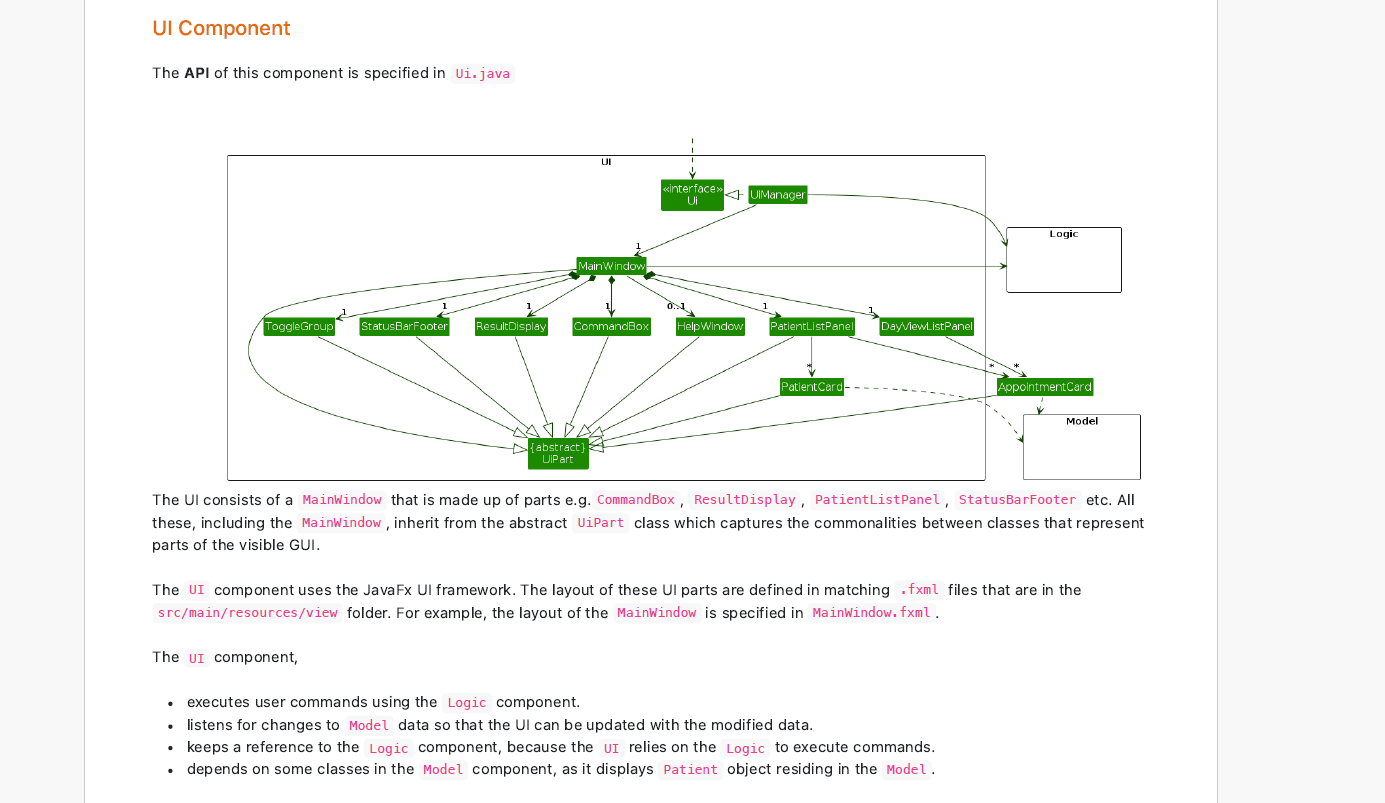 UI Component
The API of this component is specified in Ui.java
UI
«interface»
Ui
UIManager
Logic
1
MainWindow
1
1
1
1
0..1
1
1
ToggleGroup
StatusBarFooter
ResultDisplay
CommandBox
HelpWindow
PatientListPanel
DayViewListPanel
*
*
*
PatientCard
AppointmentCard
Model
{abstract}
UiPart
The UI consists of a MainWindow that is made up of parts e.g. CommandBox , ResultDisplay , PatientListPanel , StatusBarFooter etc. All
these, including the MainWindow , inherit from the abstract UiPart class which captures the commonalities between classes that represent
parts of the visible GUI.
The UI component uses the JavaFx UI framework. The layout of these UI parts are defined in matching .fxml files that are in the
src/main/resources/view folder. For example, the layout of the MainWindow is specified in MainWindow.fxml .
The UI component,
• executes user commands using the Logic component.
• listens for changes to Model data so that the UI can be updated with the modified data.
• keeps a reference to the Logic component, because the UI relies on the Logic to execute commands.
• depends on some classes in the Model component, as it displays Patient object residing in the Model .